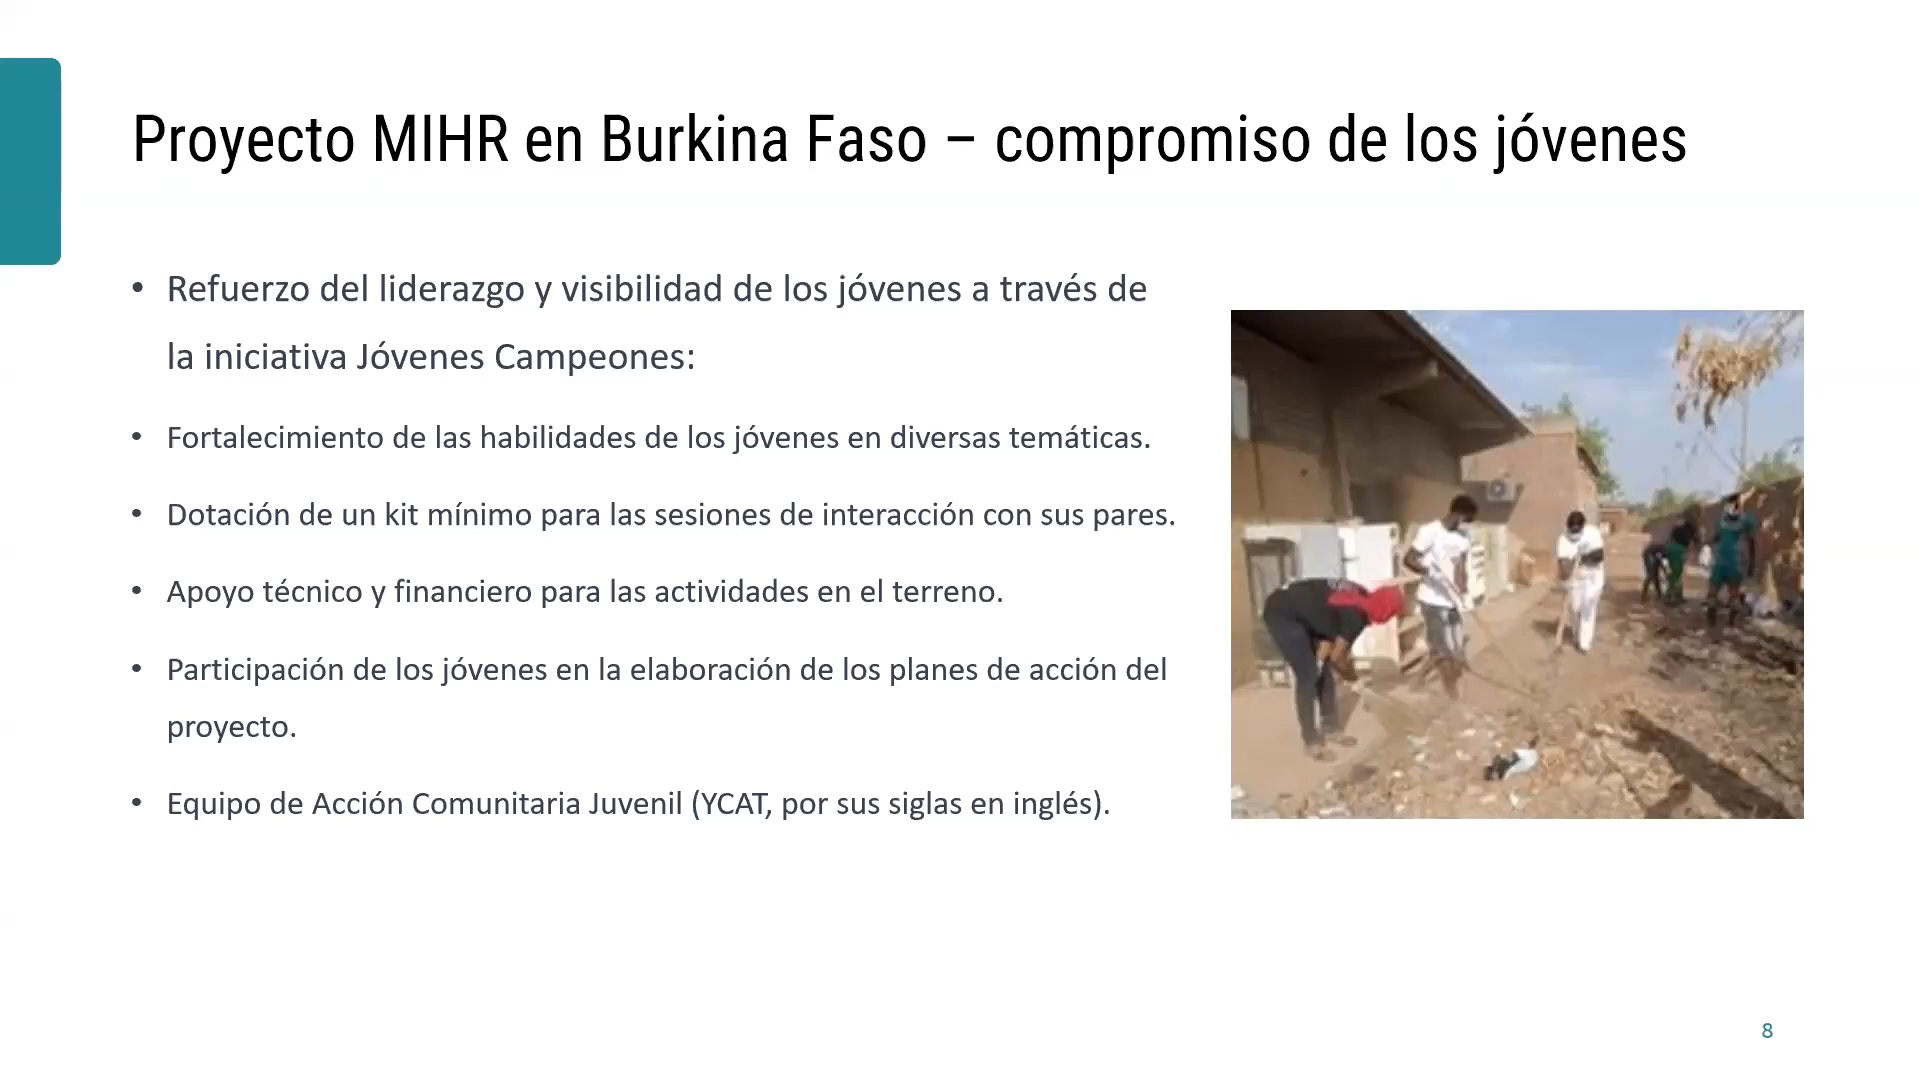 Proyecto MIHR en Burkina Faso – compromiso de los jóvenes
• Refuerzo del liderazgo y visibilidad de los jóvenes a través de
la iniciativa Jóvenes Campeones:
• Fortalecimiento de las habilidades de los jóvenes en diversas temáticas.
• Dotación de un kit mínimo para las sesiones de interacción con sus pares.
• Apoyo técnico y financiero para las actividades en el terreno.
• Participación de los jóvenes en la elaboración de los planes de acción del
proyecto.
• Equipo de Acción Comunitaria Juvenil (YCAT, por sus siglas en inglés).
8